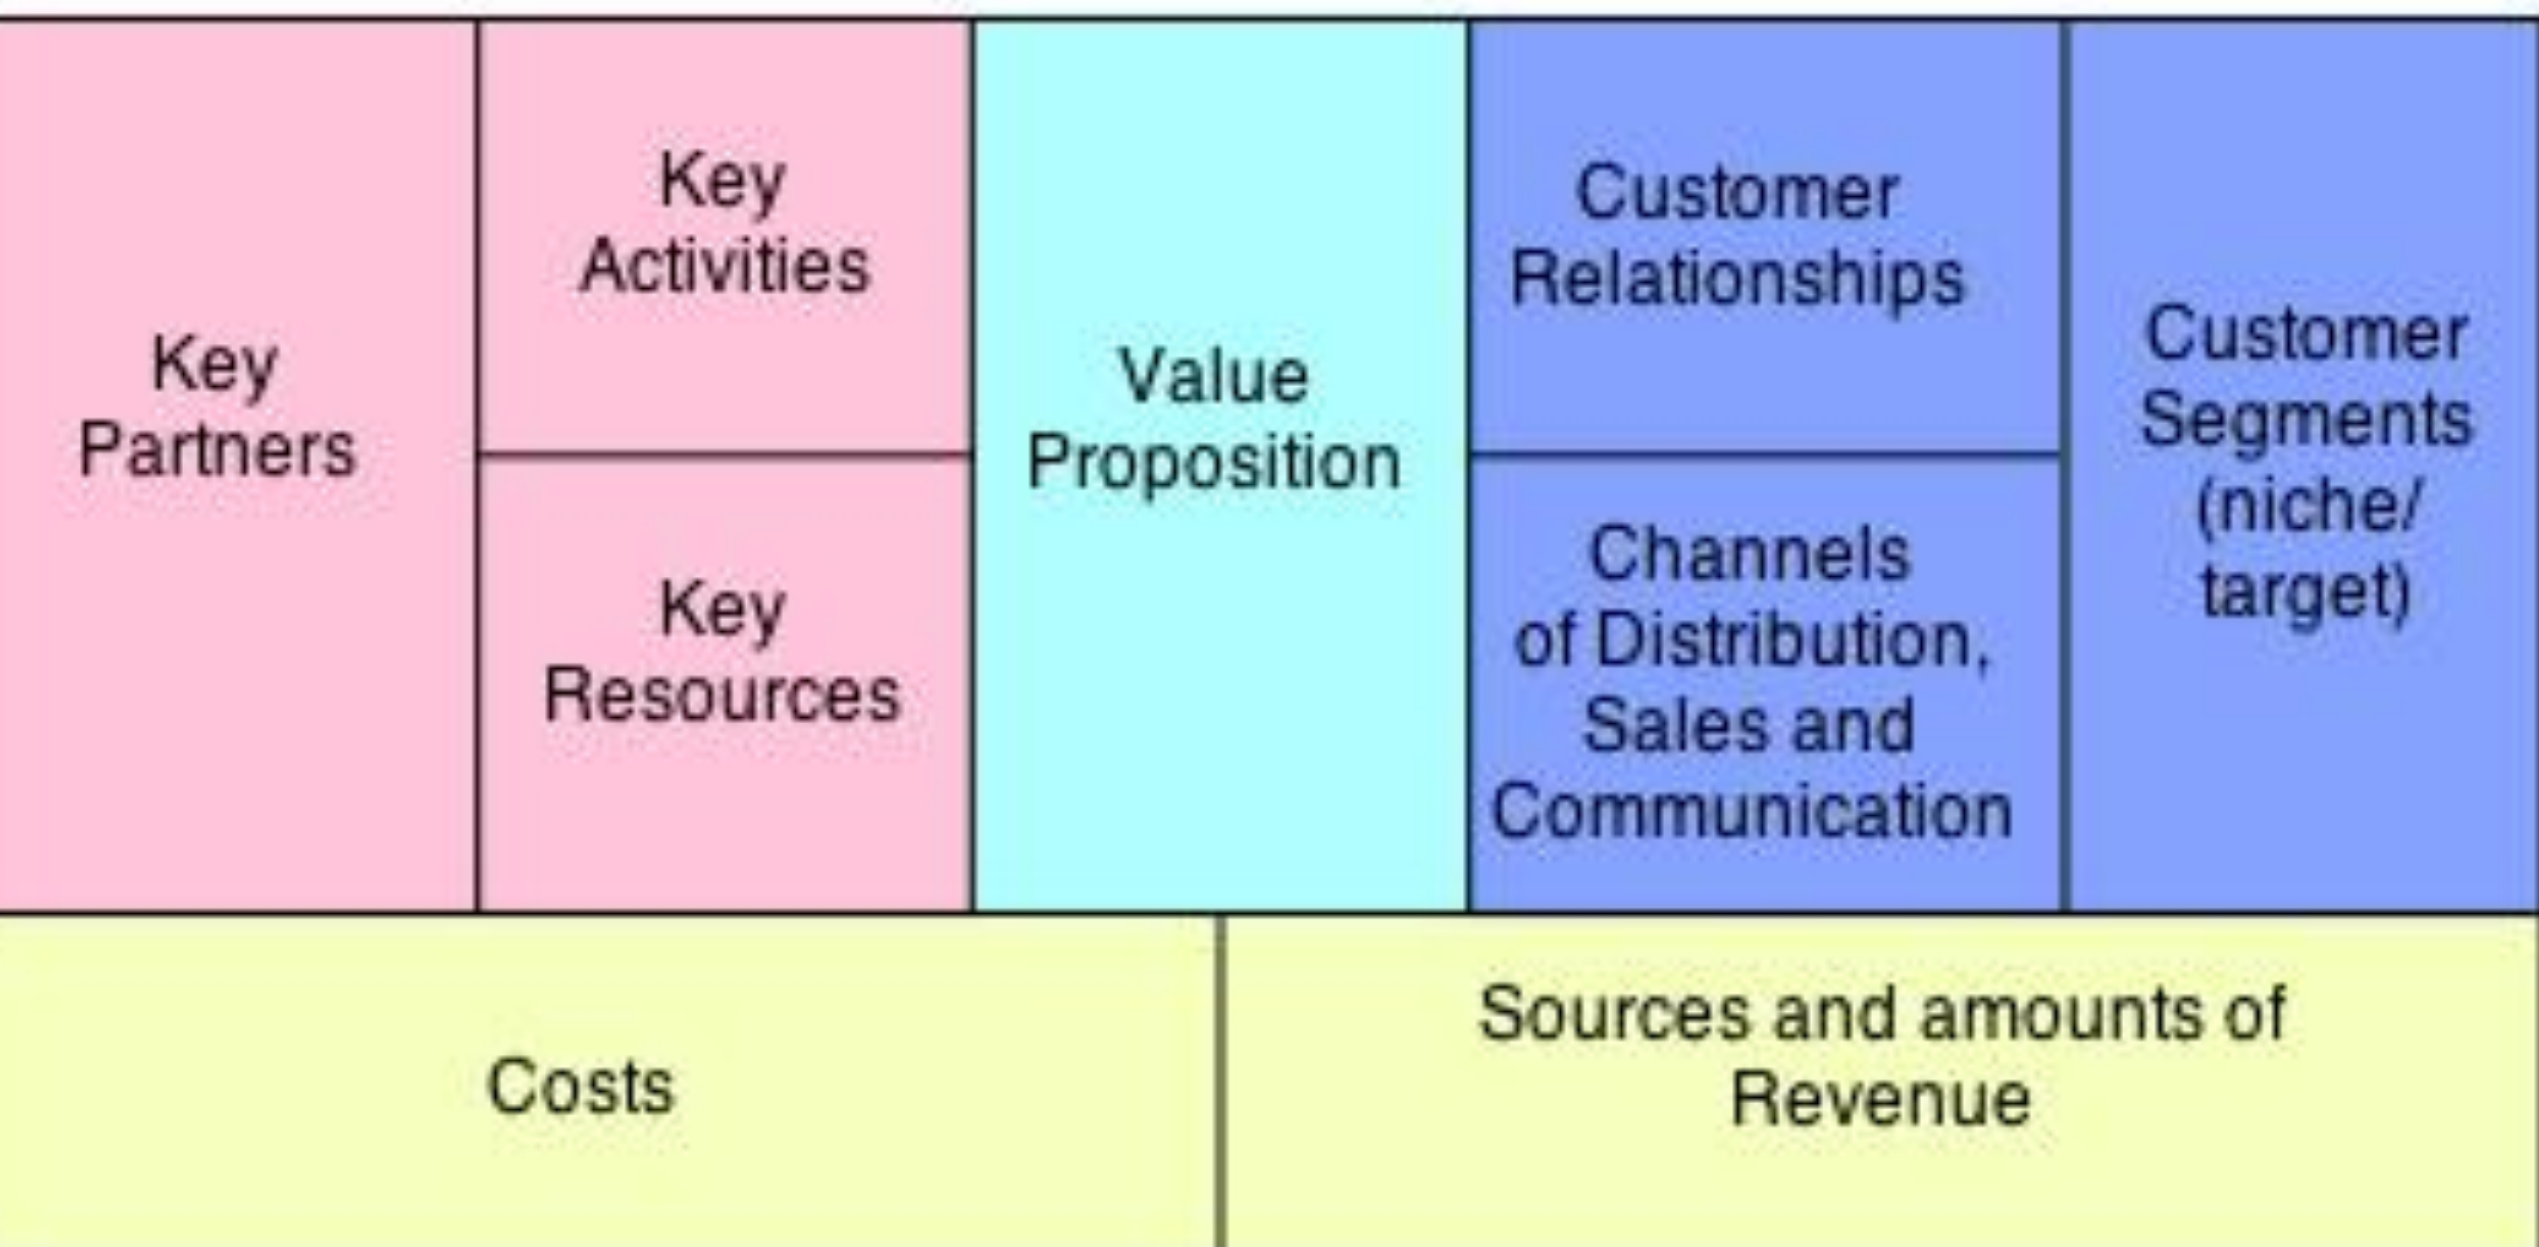 Key
Partners
Key
Activities
Key
Resources
Value
Proposition
Customer
Relationships
Channels
of Distribution,
Sales and
Communication
Customer
Segments
(niche/
target)
Costs
Sources and amounts of
Revenue